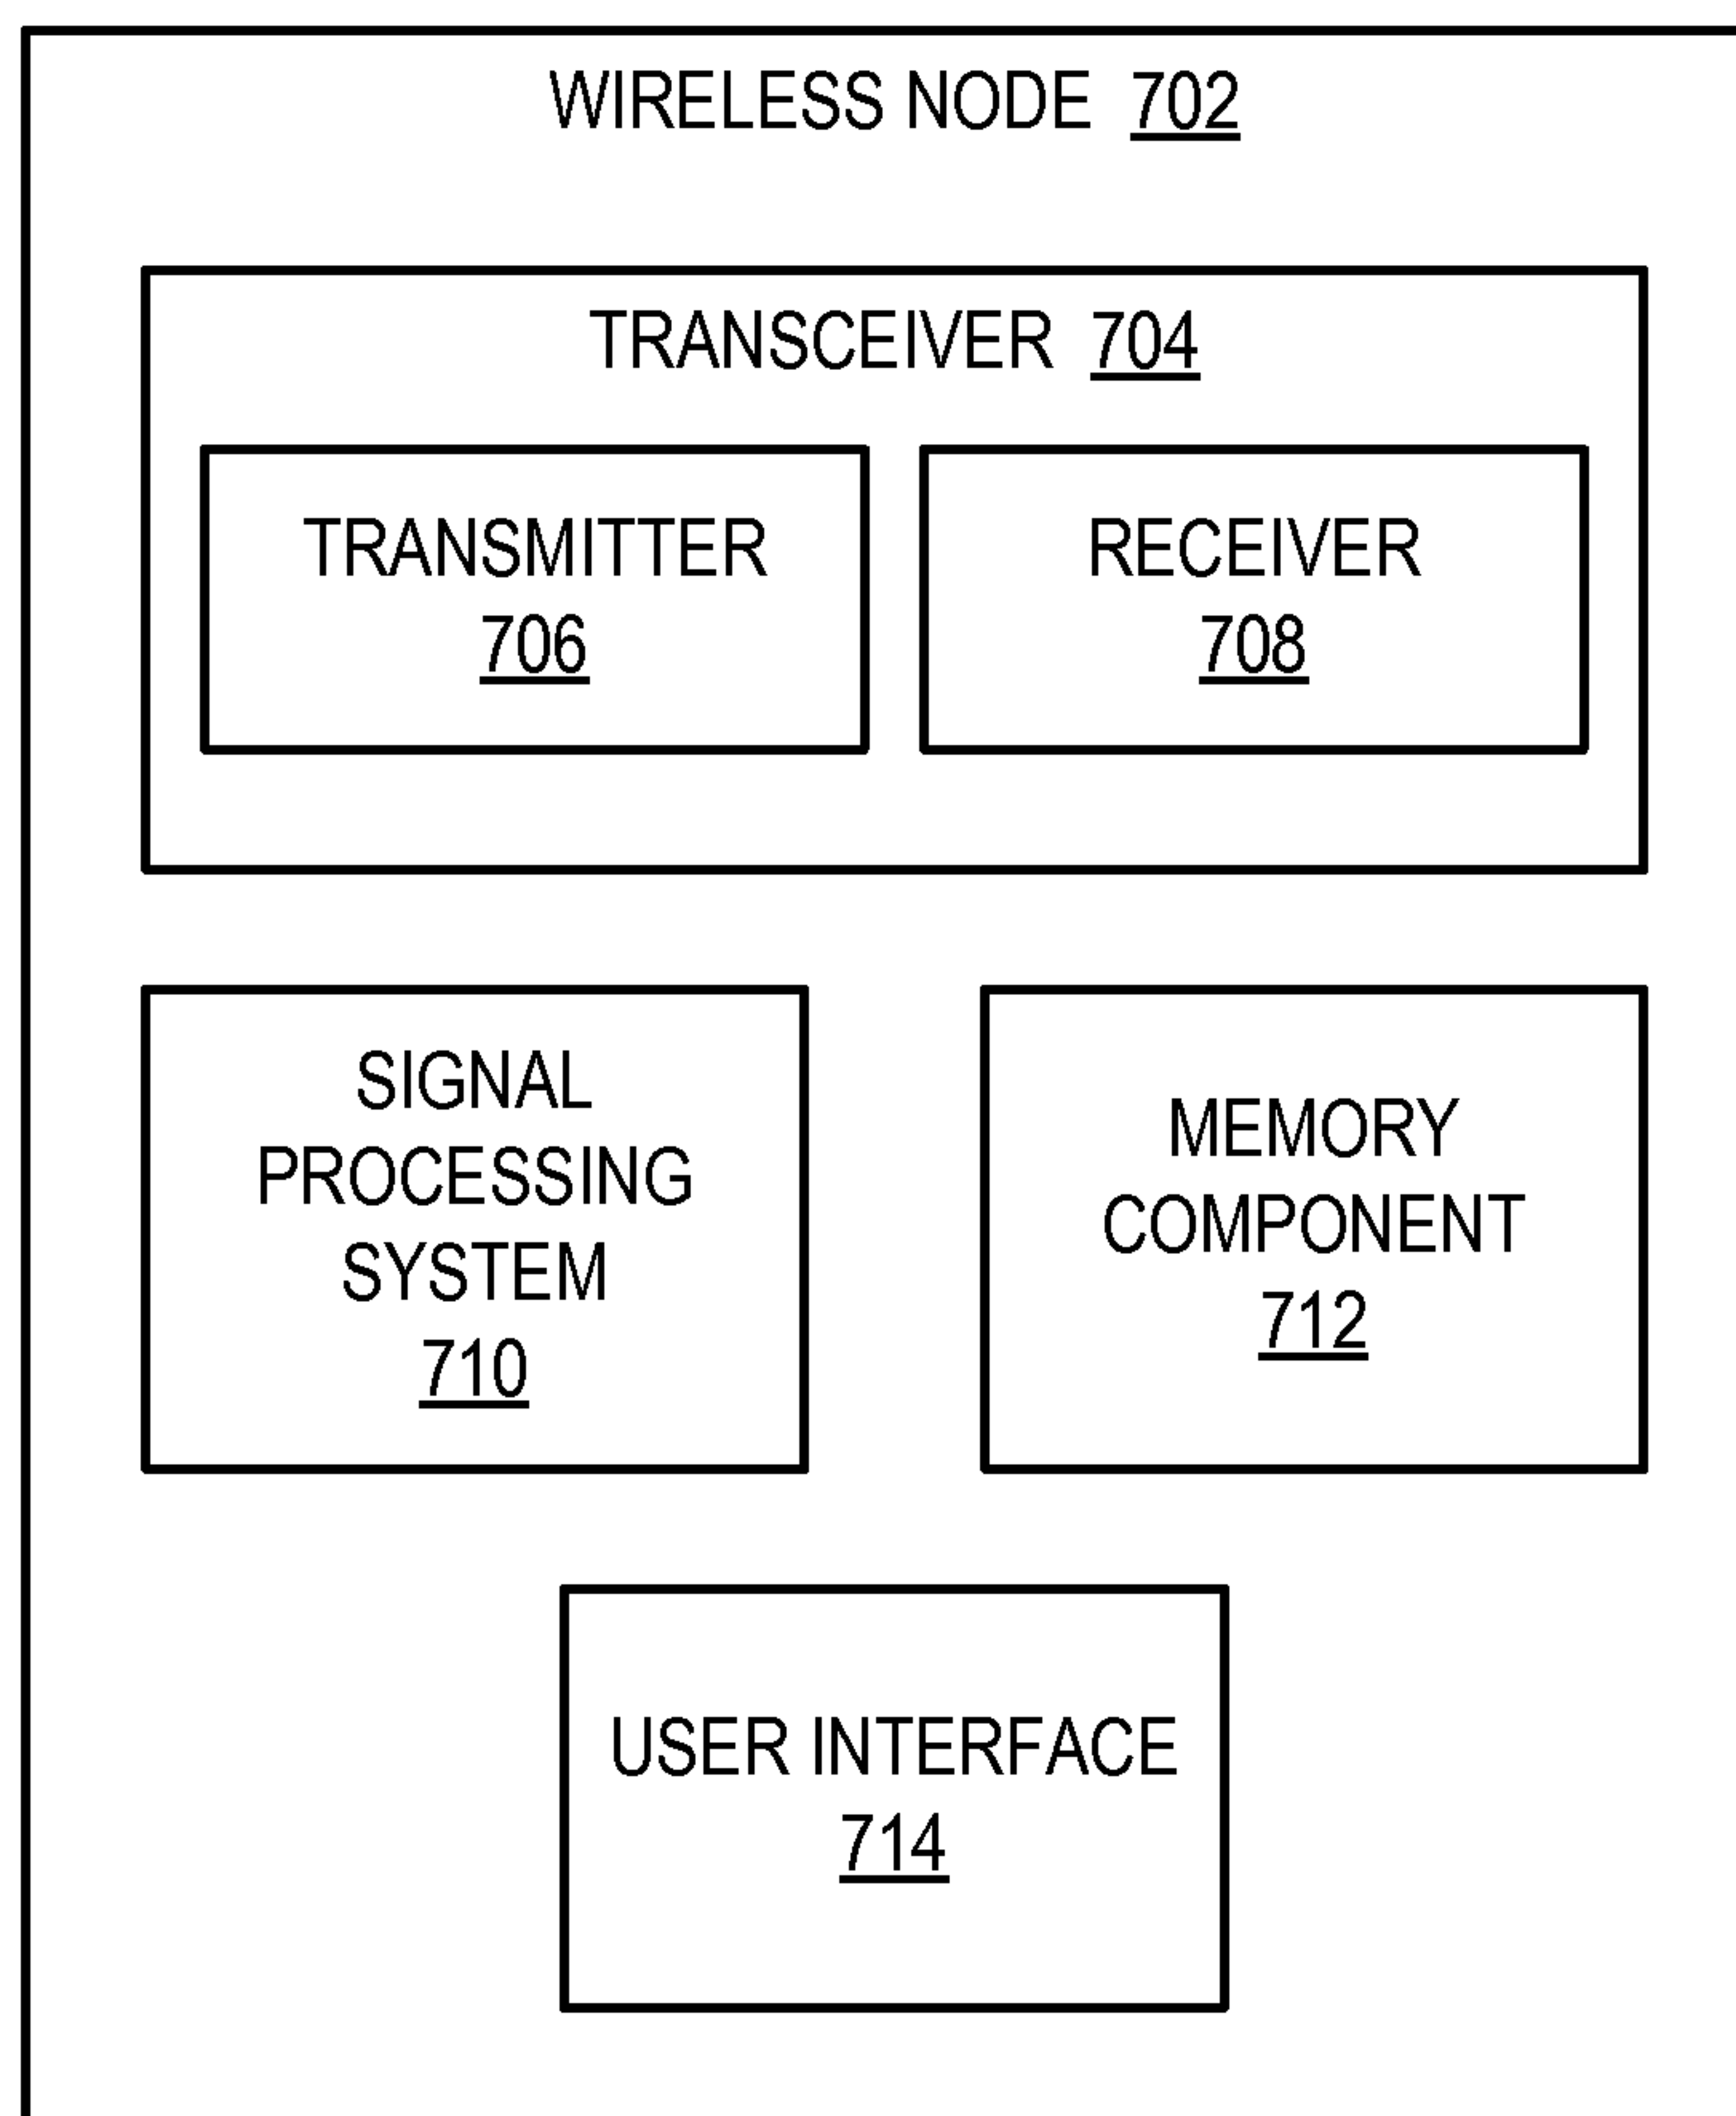 WIRELESS NODE 702
TRANSCEIVER 704
TRANSMITTER
706
RECEIVER
708
SIGNAL
PROCESSING
SYSTEM
710
MEMORY
COMPONENT
712
USER INTERFACE
714